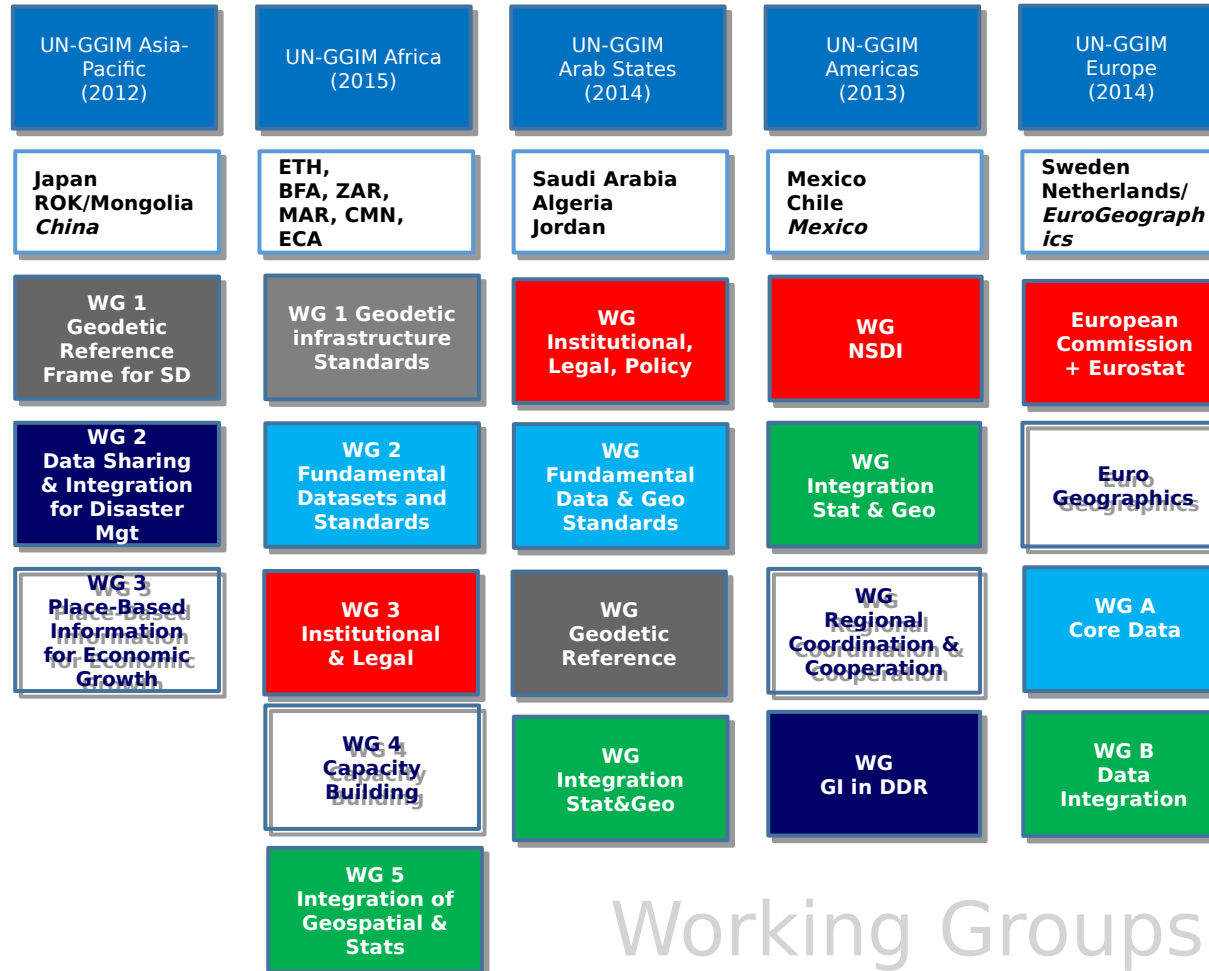 UN-GGIM Asia-
Pacific
(2012)
UN-GGIM Africa
(2015)
UN-GGIM
Arab States
(2014)
UN-GGIM
Americas
(2013)
UN-GGIM
Europe
(2014)
Japan
ROK/Mongolia
China
ETH,
BFA, ZAR,
MAR, CMN,
ECA
Saudi Arabia
Algeria
Jordan
Mexico
Chile
Mexico
Sweden
Netherlands/
EuroGeograph
ics
WG 1
Geodetic
Reference
Frame for SD
WG 1 Geodetic
infrastructure
Standards
WG
Institutional,
Legal, Policy
WG
NSDI
European
Commission
+ Eurostat
WG 2
Data Sharing
& Integration
for Disaster
Mgt
WG 2
Fundamental
Datasets and
Standards
WG
Fundamental
Data & Geo
Standards
WG
Integration
Stat & Geo
Euro
Geographics
WG 3
Place-Based
Information
for Economic
Growth
WG 3
Institutional
& Legal
WG
Geodetic
Reference
WG
Regional
Coordination &
Cooperation
WG A
Core Data
WG 4
Capacity
Building
WG
Integration
Stat&Geo
WG
GI in DDR
WG B
Data
Integration
WG 5
Integration of
Geospatial &
Stats
Working Groups